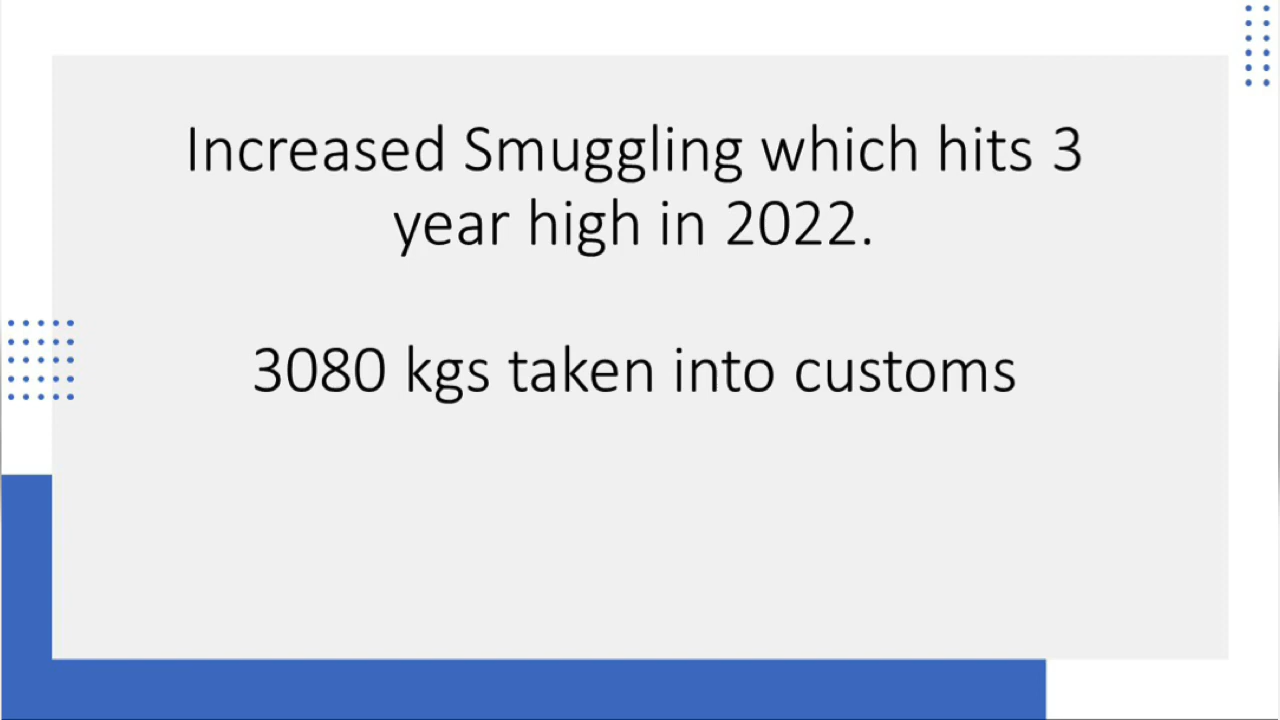 Increased Smuggling which hits 3
year high in 2022.
3080 kgs taken into customs